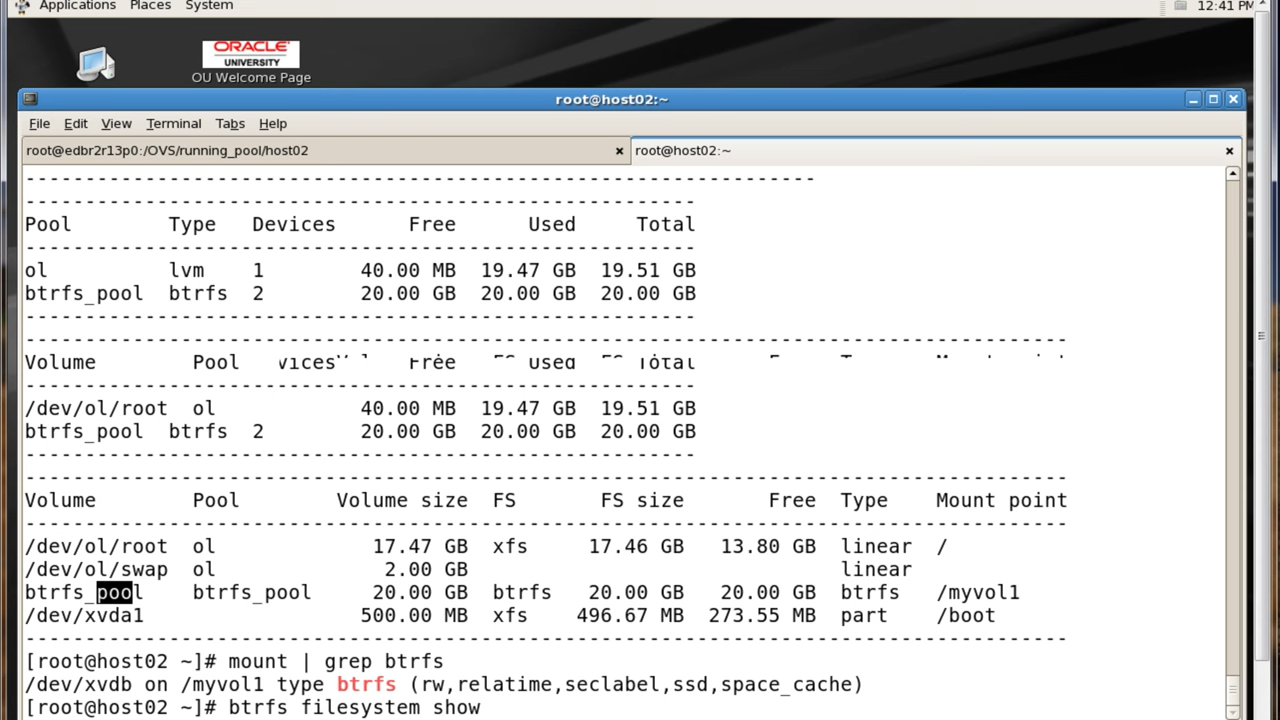 Applications Places System 12:41 PM
ORACLE
UNIVERSITY
OU Welcome Page
root@host02:~
File Edit View Terminal Tabs Help
root@edbr2r13p0:/OVS/running_pool/host02 × root@host02:~ ×
-----------------------------------------------------------------
--------------------------------------------------------
Pool Type Devices Free Used Total
--------------------------------------------------------
ol lvm 1 40.00 MB 19.47 GB 19.51 GB
btrfs_pool btrfs 2 20.00 GB 20.00 GB 20.00 GB
--------------------------------------------------------
---------------------------------------------------------------------------------------
Volume Pool Free Used Total
--------------------------------------------------------
/dev/ol/root ol 40.00 MB 19.47 GB 19.51 GB
btrfs_pool btrfs 2 20.00 GB 20.00 GB 20.00 GB
--------------------------------------------------------
---------------------------------------------------------------------------------------
Volume Pool Volume size FS FS size Free Type Mount point
---------------------------------------------------------------------------------------
/dev/ol/root ol 17.47 GB xfs 17.46 GB 13.80 GB linear /
/dev/ol/swap ol 2.00 GB linear
btrfs_pool btrfs_pool 20.00 GB btrfs 20.00 GB 20.00 GB btrfs /myvol1
/dev/xvda1 500.00 MB xfs 496.67 MB 273.55 MB part /boot
---------------------------------------------------------------------------------------
[root@host02 ~]# mount | grep btrfs
/dev/xvdb on /myvol1 type btrfs (rw,relatime,seclabel,ssd,space_cache)
[root@host02 ~]# btrfs filesystem show